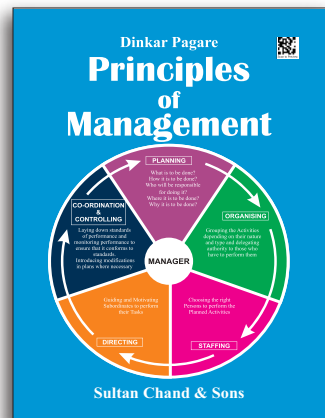 Dinkar Pagare
Principles
of
Management
PLANNING
What is to be done?
How it is to be done?
Who will be responsible
for doing it?
Where it is to be done?
Why it is to be done?
ORGANISING
Grouping the Activities
depending on their nature
and type and delegating
authority to those who
have to perform them
STAFFING
Choosing the right
Persons to perform the
Planned Activities
DIRECTING
Guiding and Motivating
Subordinates to perform
their Tasks
CO-ORDINATION
&
CONTROLLING
Laying down standards
of performance and
monitoring performance to
ensure that it conforms to
standards.
Introducing modifications
in plans where necessary
MANAGER
Sultan Chand & Sons